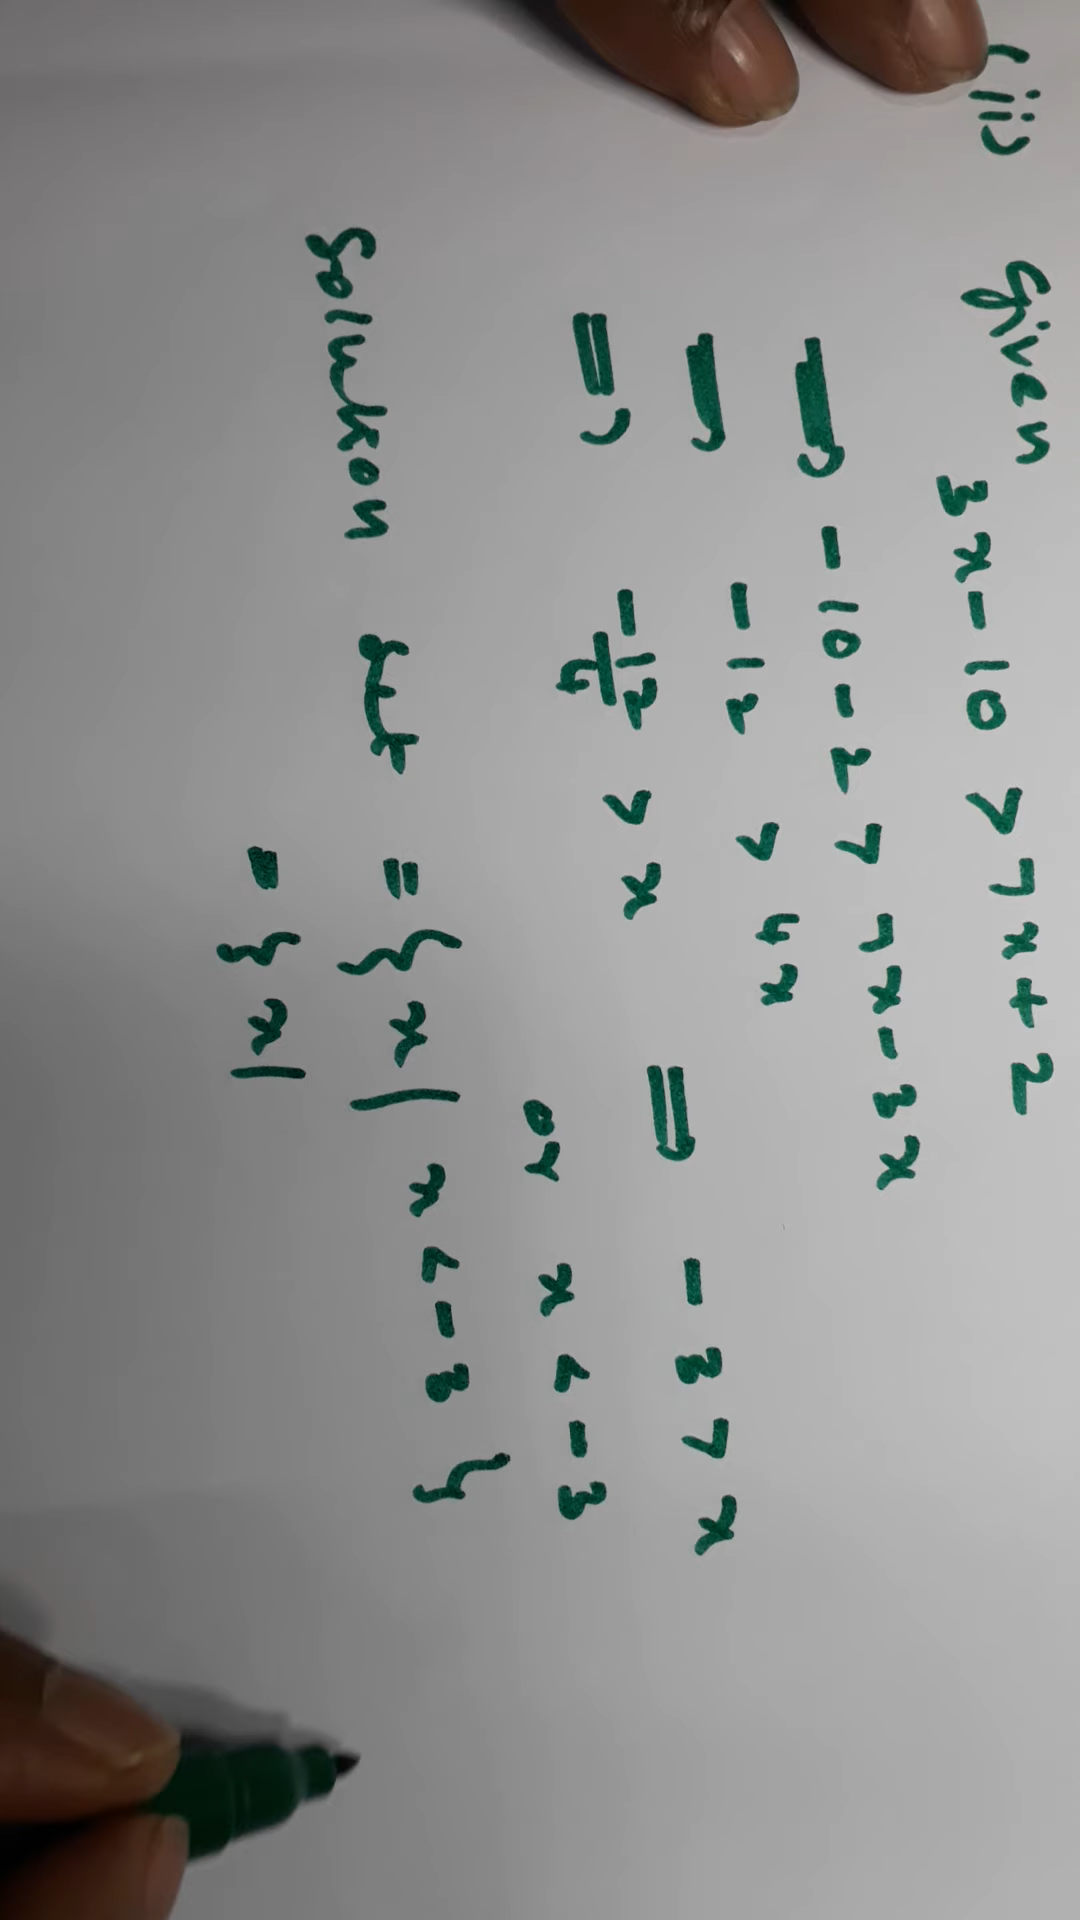 (ii) Given
3x-10 > 7x+2
⇒ -10-2 > 7x-3x
⇒ -12 > 4x
⇒ -12/4 > x ⇒ -3 > x
or x < -3
Solution set = {x | x < -3}
= {x|